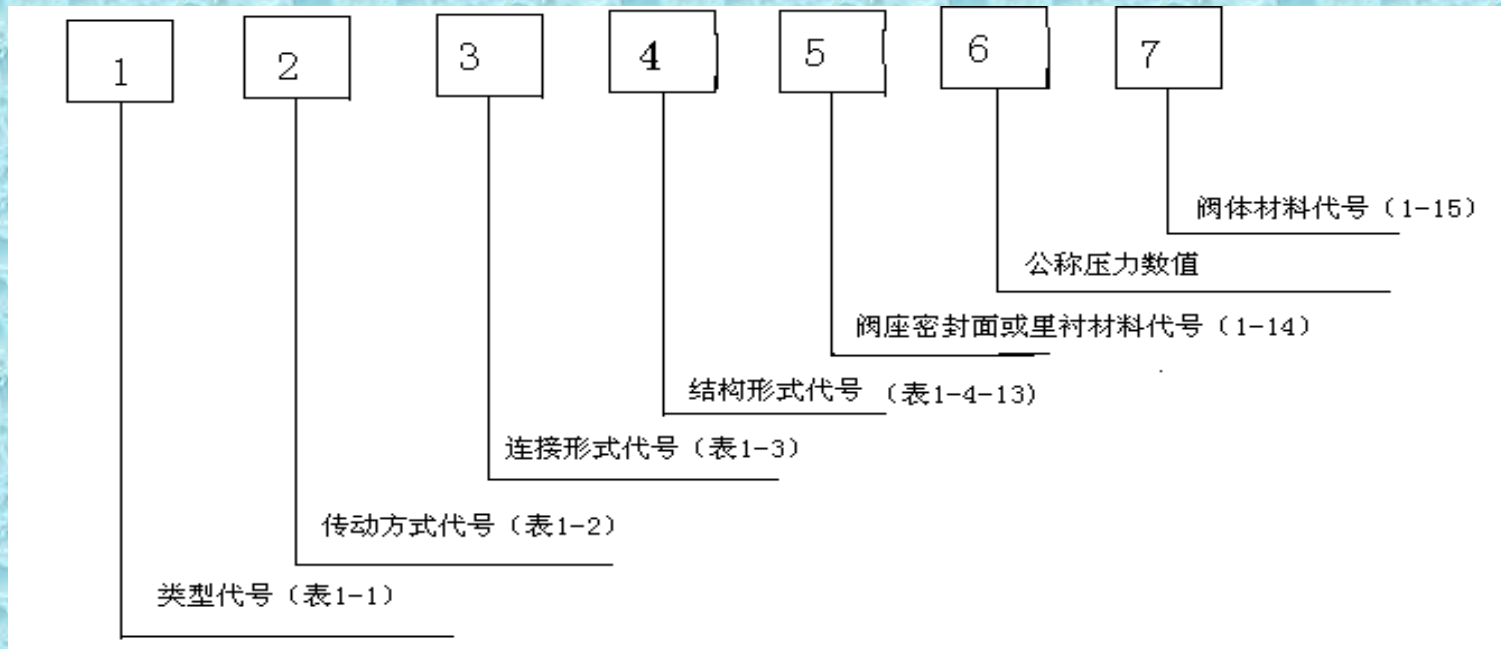 1 2 3 4 5 6 7
阀体材料代号（1-15）
公称压力数值
阀座密封面或里衬材料代号（1-14）
结构形式代号（表1-4-13)
连接形式代号（表1-3）
传动方式代号（表1-2）
类型代号（表1-1）